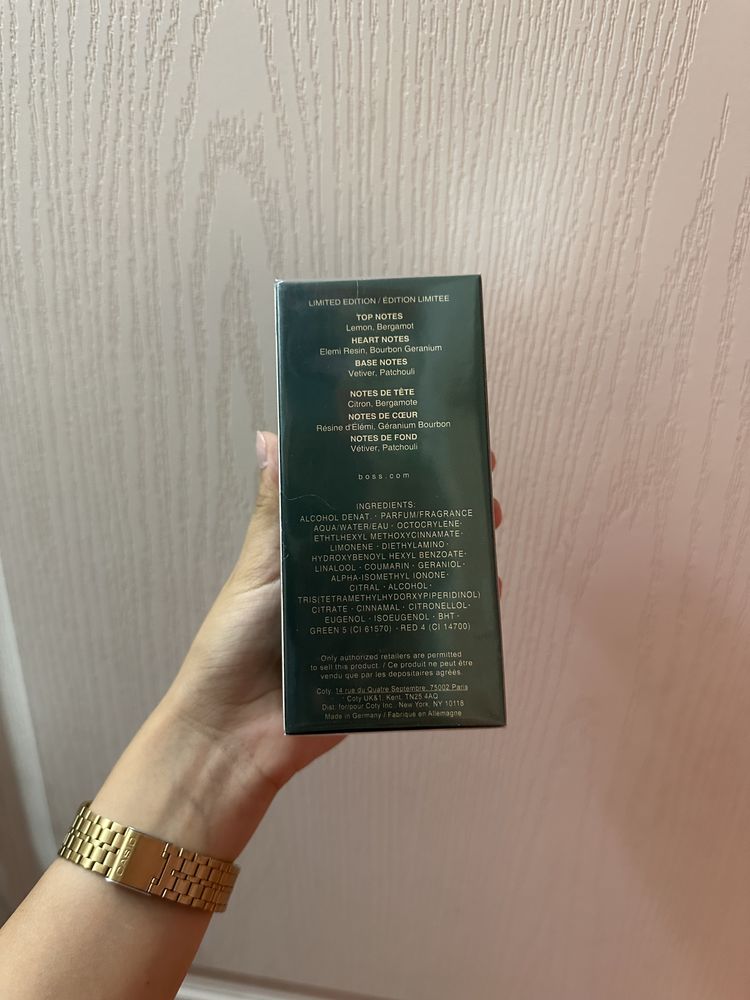 LIMITED EDITION / ÉDITION LIMITEE
TOP NOTES
Lemon, Bergamot
HEART NOTES
Elemi Resin, Bourbon Geranium
BASE NOTES
Vetiver, Patchouli
NOTES DE TÊTE
Citron, Bergamote
NOTES DE CŒUR
Résine d'Élémi, Géranium Bourbon
NOTES DE FOND
Vétiver, Patchouli
boss.com
INGREDIENTS:
ALCOHOL DENAT. · PARFUM/FRAGRANCE
AQUA/WATER/EAU · OCTOCRYLENE·
ETHTLHEXYL METHOXYCINNAMATE·
LIMONENE · DIETHYLAMINO·
HYDROXYBENOYL HEXYL BENZOATE·
LINALOOL · COUMARIN · GERANIOL·
ALPHA-ISOMETHYL IONONE·
CITRAL · ALCOHOL·
TRIS(TETRAMETHYLHYDORXYPIPERIDINOL)
CITRATE · CINNAMAL · CITRONELLOL·
EUGENOL · ISOEUGENOL · BHT·
GREEN 5 (CI 61570) · RED 4 (CI 14700)
Only authorized retailers are permitted
to sell this product. / Ce produit ne peut être
vendu que par les depositaires agréés.
Coty, 14 rue du Quatre Septembre, 75002 Paris
Coty UK&I, Kent, TN25 4AQ
Dist. for/pour Coty Inc., New York, NY 10118
Made in Germany / Fabriqué en Allemagne
CASIO